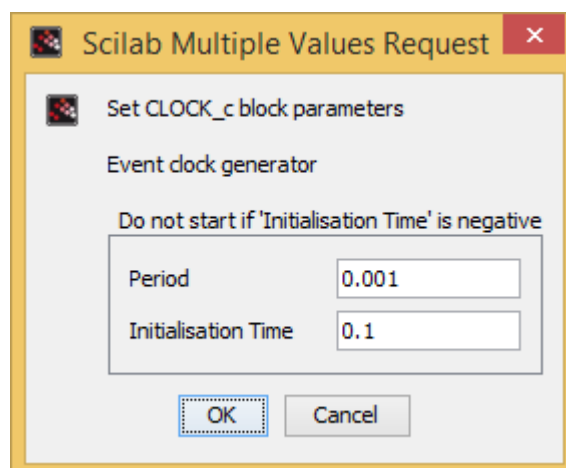 Scilab Multiple Values Request
Set CLOCK_c block parameters
Event clock generator
Do not start if 'Initialisation Time' is negative
Period 0.001
Initialisation Time 0.1
OK Cancel